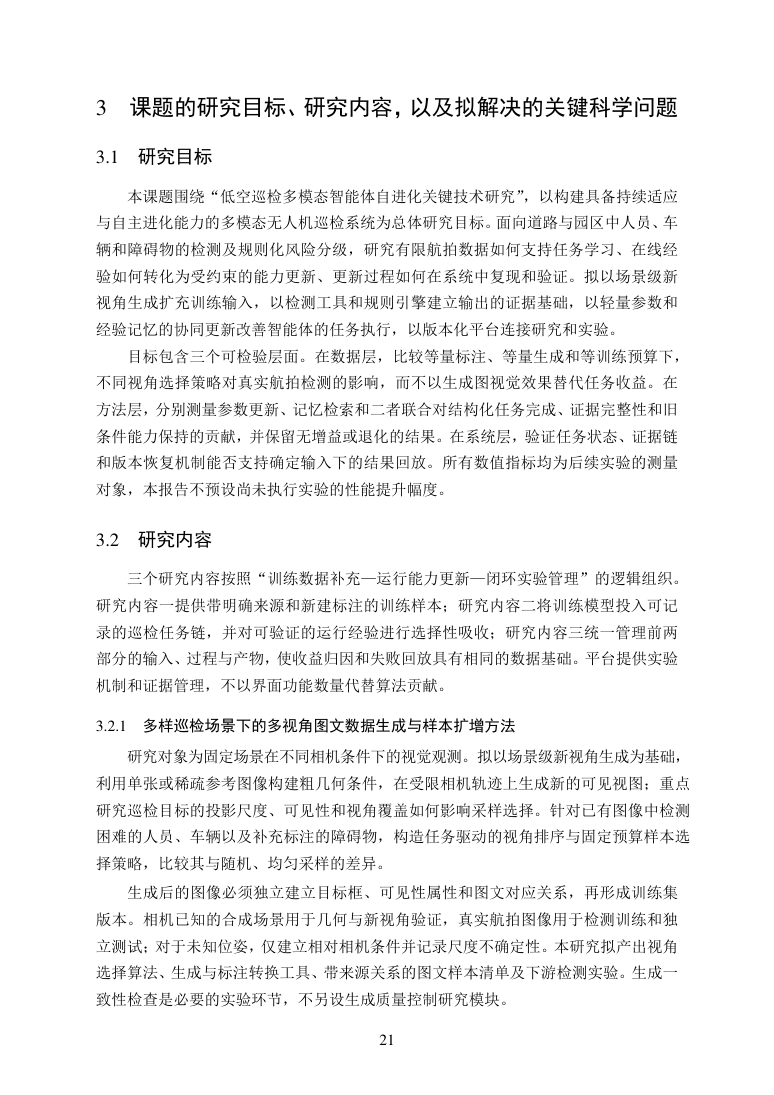 3 课题的研究目标、研究内容，以及拟解决的关键科学问题
3.1 研究目标
本课题围绕“低空巡检多模态智能体自进化关键技术研究”，以构建具备持续适应
与自主进化能力的多模态无人机巡检系统为总体研究目标。面向道路与园区中人员、车
辆和障碍物的检测及规则化风险分级，研究有限航拍数据如何支持任务学习、在线经
验如何转化为受约束的能力更新、更新过程如何在系统中复现和验证。拟以场景级新
视角生成扩充训练输入，以检测工具和规则引擎建立输出的证据基础，以轻量参数和
经验记忆的协同更新改善智能体的任务执行，以版本化平台连接研究和实验。
目标包含三个可检验层面。在数据层，比较等量标注、等量生成和等训练预算下，
不同视角选择策略对真实航拍检测的影响，而不以生成图视觉效果替代任务收益。在
方法层，分别测量参数更新、记忆检索和二者联合对结构化任务完成、证据完整性和旧
条件能力保持的贡献，并保留无增益或退化的结果。在系统层，验证任务状态、证据链
和版本恢复机制能否支持确定输入下的结果回放。所有数值指标均为后续实验的测量
对象，本报告不预设尚未执行实验的性能提升幅度。
3.2 研究内容
三个研究内容按照“训练数据补充—运行能力更新—闭环实验管理”的逻辑组织。
研究内容一提供带明确来源和新建标注的训练样本；研究内容二将训练模型投入可记
录的巡检任务链，并对可验证的运行经验进行选择性吸收；研究内容三统一管理前两
部分的输入、过程与产物，使收益归因和失败回放具有相同的数据基础。平台提供实验
机制和证据管理，不以界面功能数量代替算法贡献。
3.2.1 多样巡检场景下的多视角图文数据生成与样本扩增方法
研究对象为固定场景在不同相机条件下的视觉观测。拟以场景级新视角生成为基础，
利用单张或稀疏参考图像构建粗几何条件，在受限相机轨迹上生成新的可见视图；重点
研究巡检目标的投影尺度、可见性和视角覆盖如何影响采样选择。针对已有图像中检测
困难的人员、车辆以及补充标注的障碍物，构造任务驱动的视角排序与固定预算样本选
择策略，比较其与随机、均匀采样的差异。
生成后的图像必须独立建立目标框、可见性属性和图文对应关系，再形成训练集
版本。相机已知的合成场景用于几何与新视角验证，真实航拍图像用于检测训练和独
立测试；对于未知位姿，仅建立相对相机条件并记录尺度不确定性。本研究拟产出视角
选择算法、生成与标注转换工具、带来源关系的图文样本清单及下游检测实验。生成一
致性检查是必要的实验环节，不另设生成质量控制研究模块。
21